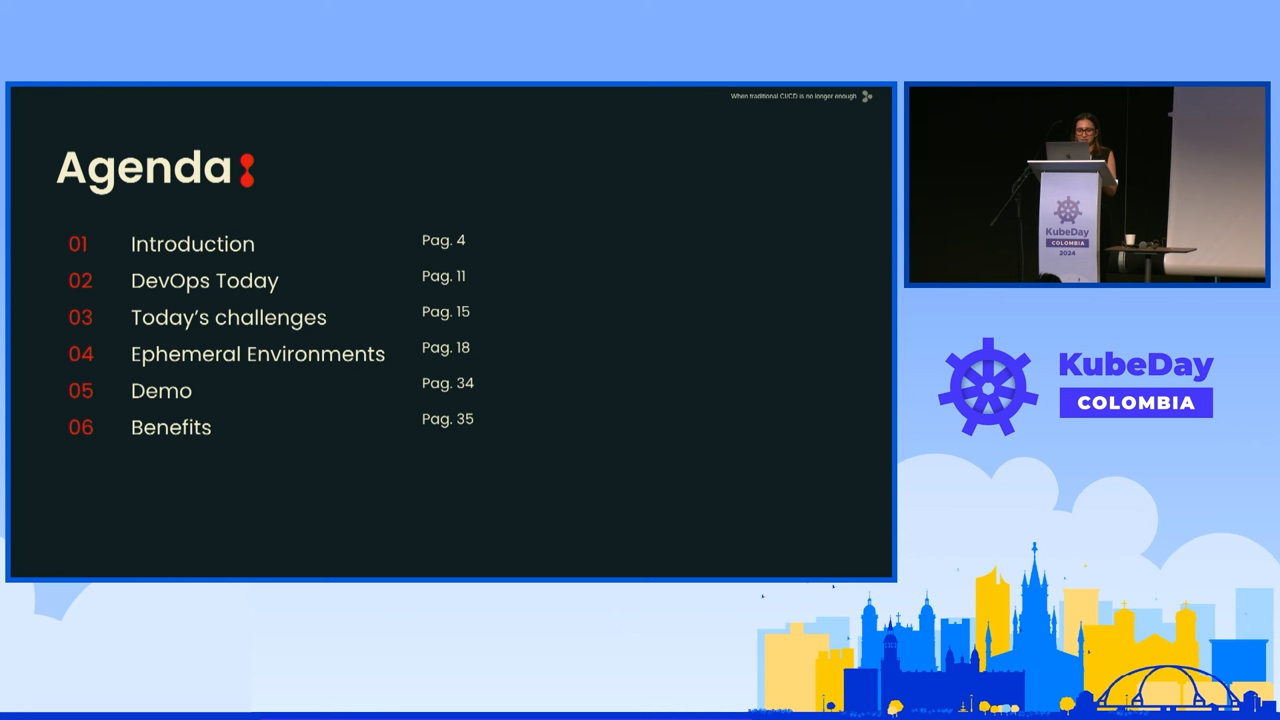 When traditional CI/CD is no longer enough
Agenda
01 Introduction Pag. 4
02 DevOps Today Pag. 11
03 Today's challenges Pag. 15
04 Ephemeral Environments Pag. 18
05 Demo Pag. 34
06 Benefits Pag. 35
KubeDay
COLOMBIA
2024
KubeDay
COLOMBIA